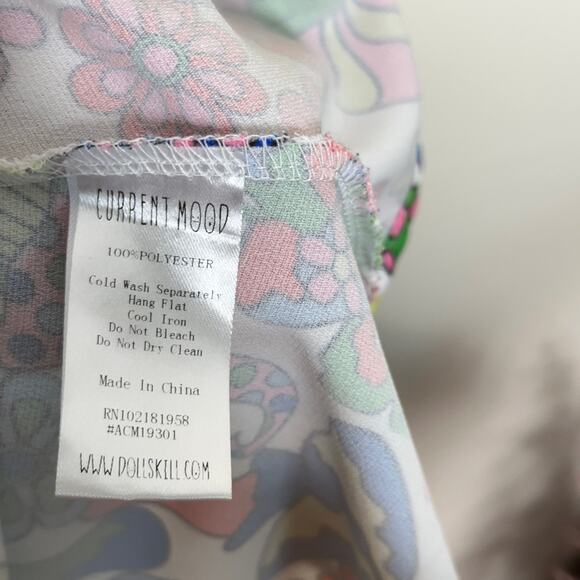 CURRENT MOOD
100%POLYESTER
Cold Wash Separately
Hang Flat
Cool Iron
Do Not Bleach
Do Not Dry Clean
Made In China
RN102181958
#ACM19301
WWW.DOLLSKILL.COM